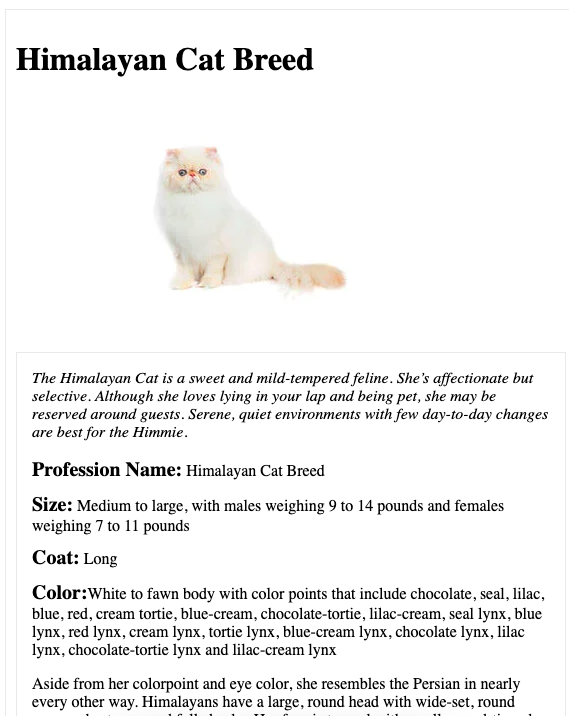 Himalayan Cat Breed
The Himalayan Cat is a sweet and mild-tempered feline. She’s affectionate but
selective. Although she loves lying in your lap and being pet, she may be
reserved around guests. Serene, quiet environments with few day-to-day changes
are best for the Himmie.
Profession Name: Himalayan Cat Breed
Size: Medium to large, with males weighing 9 to 14 pounds and females
weighing 7 to 11 pounds
Coat: Long
Color:White to fawn body with color points that include chocolate, seal, lilac,
blue, red, cream tortie, blue-cream, chocolate-tortie, lilac-cream, seal lynx, blue
lynx, red lynx, cream lynx, tortie lynx, blue-cream lynx, chocolate lynx, lilac
lynx, chocolate-tortie lynx and lilac-cream lynx
Aside from her colorpoint and eye color, she resembles the Persian in nearly
every other way. Himalayans have a large, round head with wide-set, round